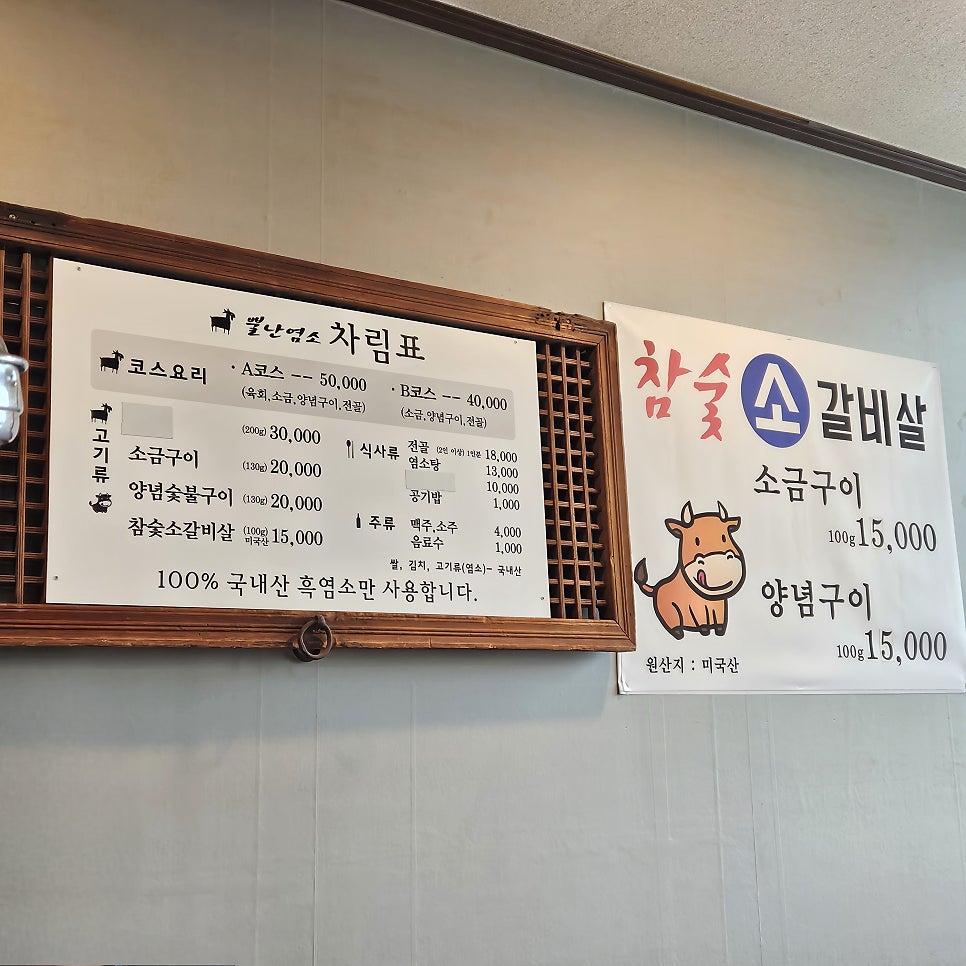 뿔난염소 차림표
코스요리
· A코스 -- 50,000
(육회,소금,양념구이,전골)
· B코스 -- 40,000
(소금,양념구이,전골)
고기류
(200g) 30,000
소금구이 (130g) 20,000
양념숯불구이 (130g) 20,000
참숯소갈비살 (100g) 미국산 15,000
식사류
전골 (2인 이상) 1인분 18,000
염소탕 13,000
10,000
공기밥 1,000
주류
맥주,소주 4,000
음료수 1,000
쌀, 김치, 고기류(염소)- 국내산
100% 국내산 흑염소만 사용합니다.
참숯 소 갈비살
소금구이
100g 15,000
양념구이
100g 15,000
원산지 : 미국산